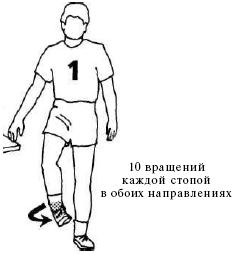 1
10 вращений
каждой стопой
в обоих направлениях